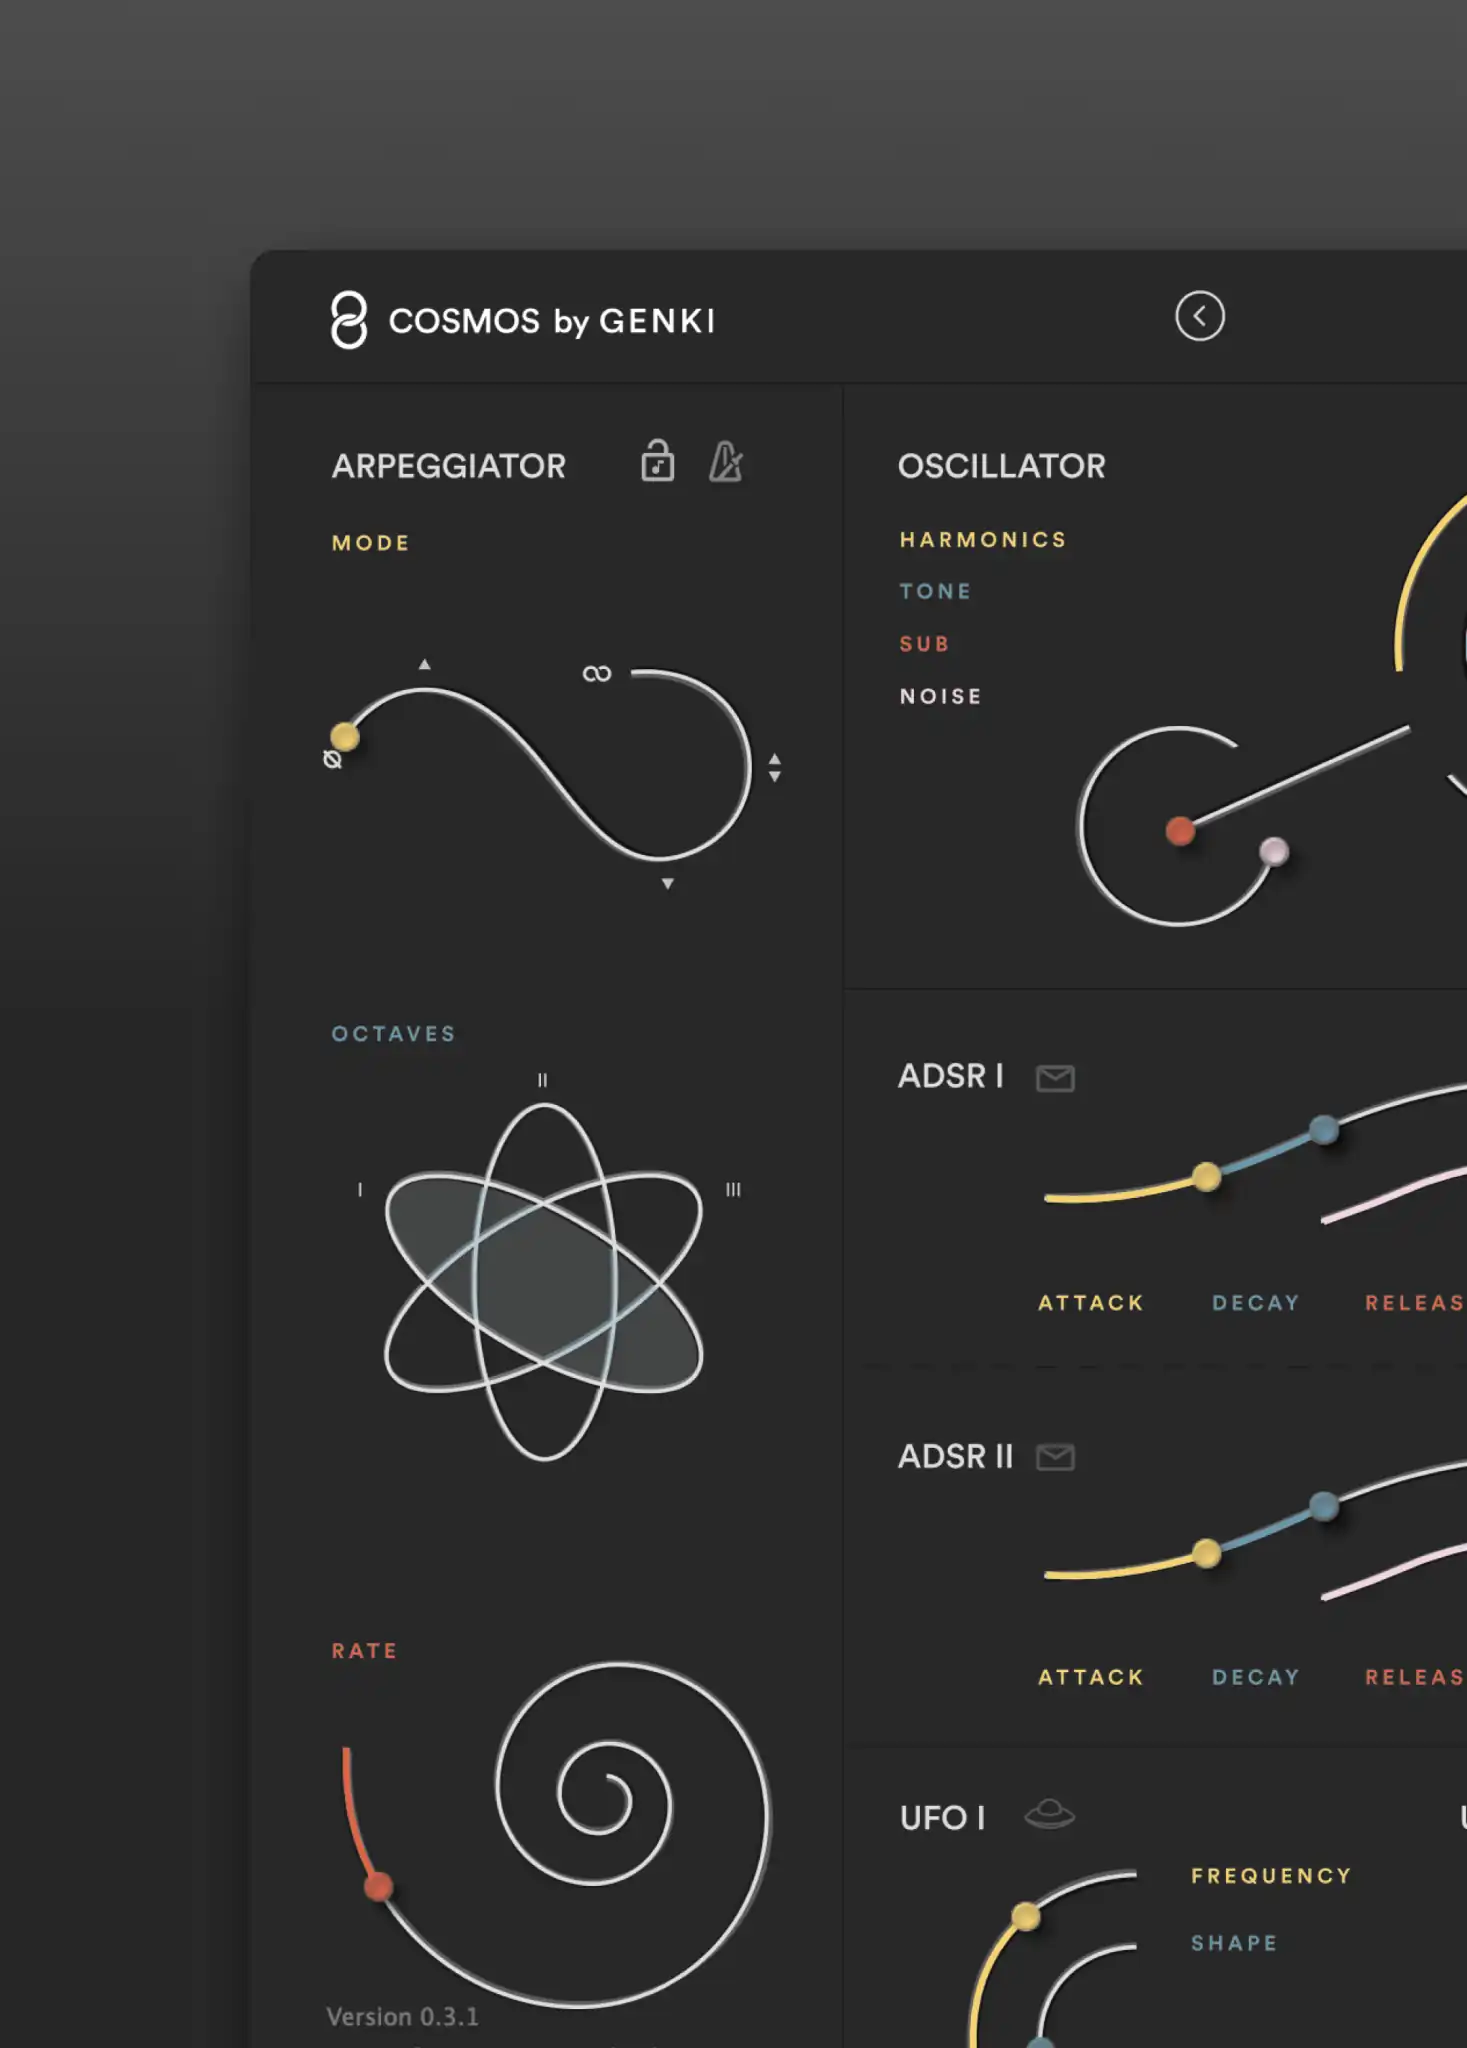 COSMOS by GENKI
ARPEGGIATOR
MODE
Ø
∞
OCTAVES
II
I
III
RATE
Version 0.3.1
OSCILLATOR
HARMONICS
TONE
SUB
NOISE
ADSR I
ATTACK DECAY RELEAS
ADSR II
ATTACK DECAY RELEAS
UFO I
FREQUENCY
SHAPE